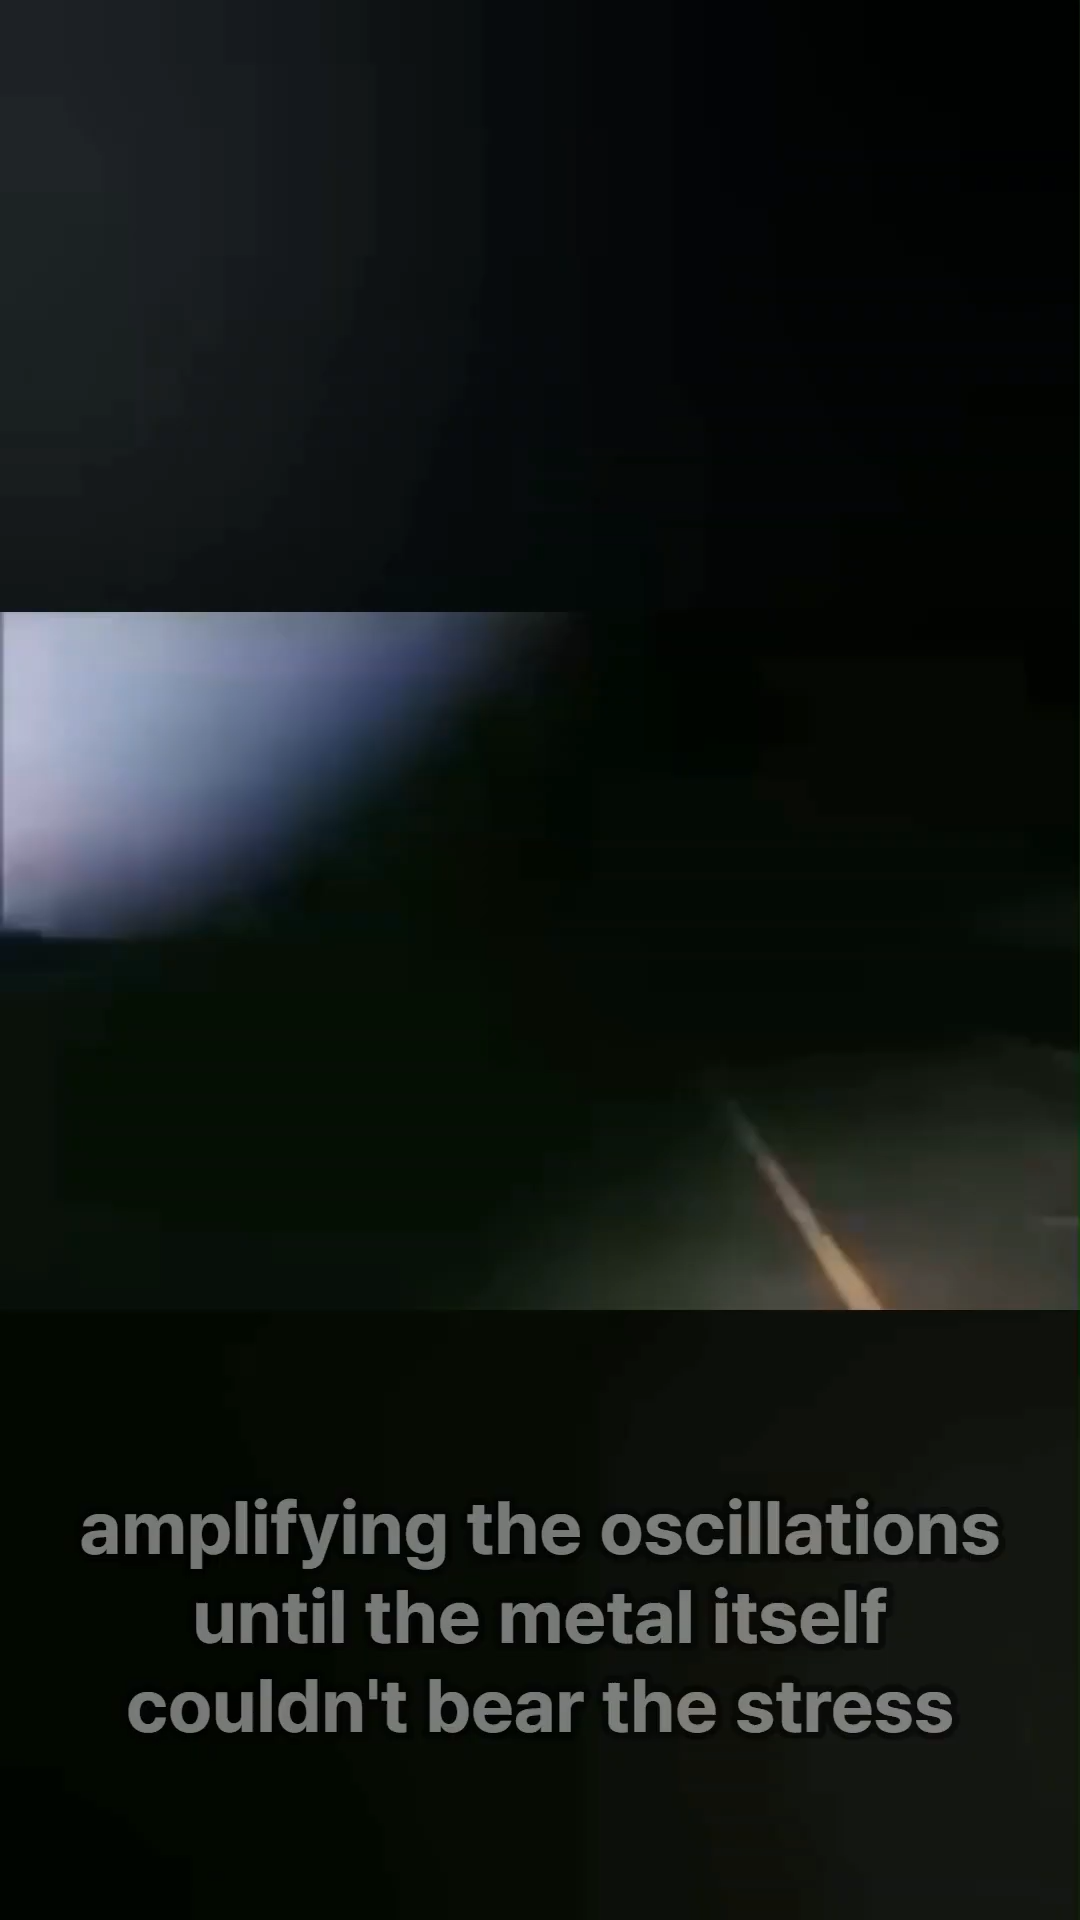 amplifying the oscillations
until the metal itself
couldn't bear the stress